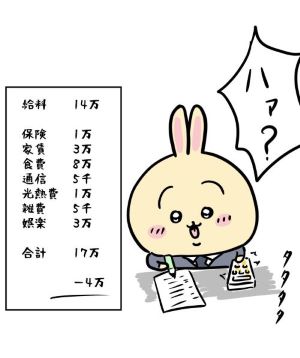 給料 14万
保険 1万
家賃 3万
食費 8万
通信 5千
光熱費 1万
雑費 5千
娯楽 3万
合計 17万
-4万
ハァ?
タタタタ